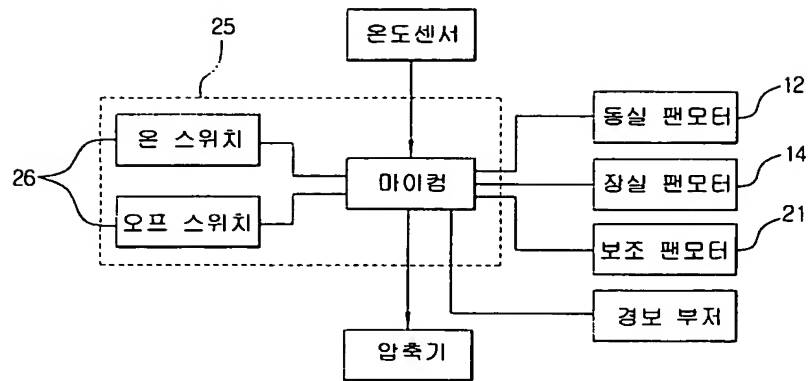 25
온도센서
12
동실 팬모터
온 스위치
14
26
마이컴
장실 팬모터
오프 스위치
21
보조 팬모터
경보 부저
압축기